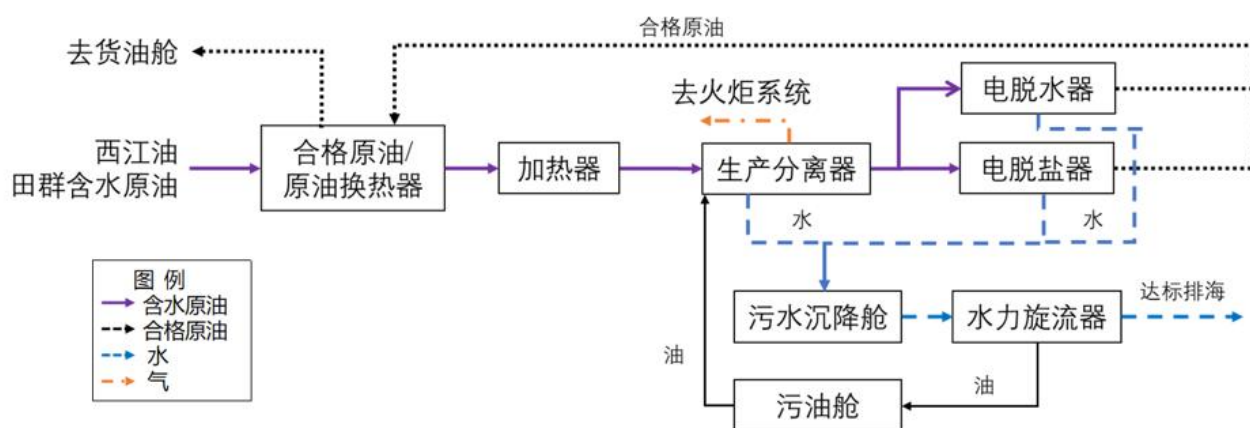 合格原油
去货油舱
去火炬系统
电脱水器
西江油
田群含水原油
合格原油/
原油换热器
加热器
生产分离器
电脱盐器
水
水
图 例
含水原油
合格原油
水
气
污水沉降舱
水力旋流器
达标排海
油
油
污油舱